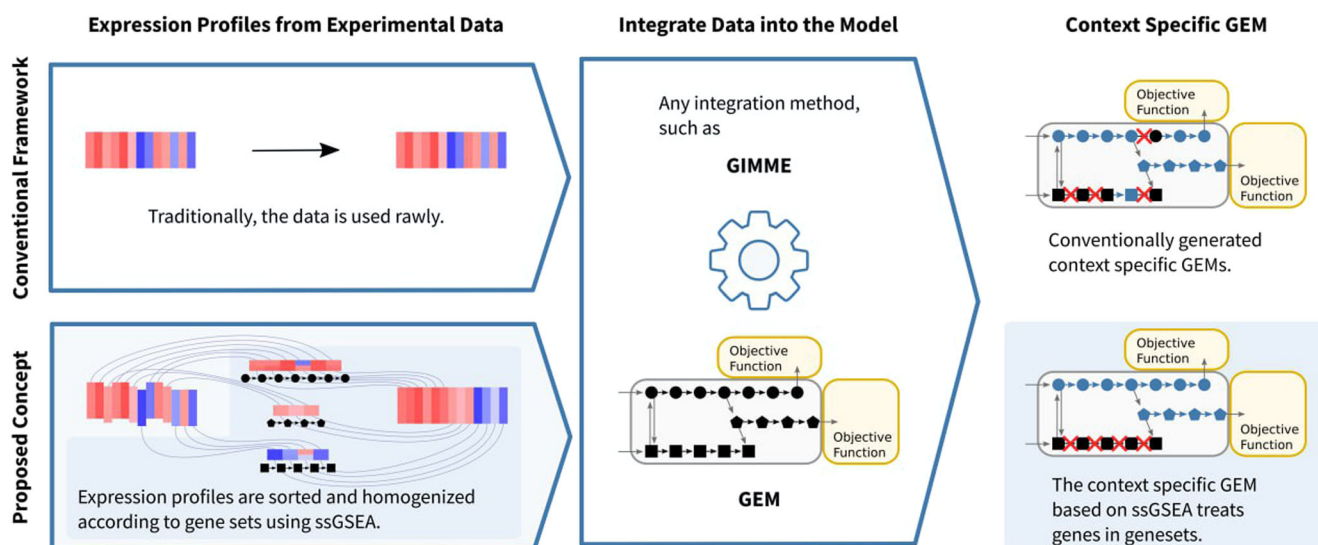 Expression Profiles from Experimental Data
Integrate Data into the Model
Context Specific GEM
Conventional Framework
Traditionally, the data is used rawly.
Any integration method,
such as
GIMME
Objective
Function
Objective
Function
Conventionally generated
context specific GEMs.
Proposed Concept
Expression profiles are sorted and homogenized
according to gene sets using ssGSEA.
Objective
Function
Objective
Function
GEM
Objective
Function
Objective
Function
The context specific GEM
based on ssGSEA treats
genes in genesets.